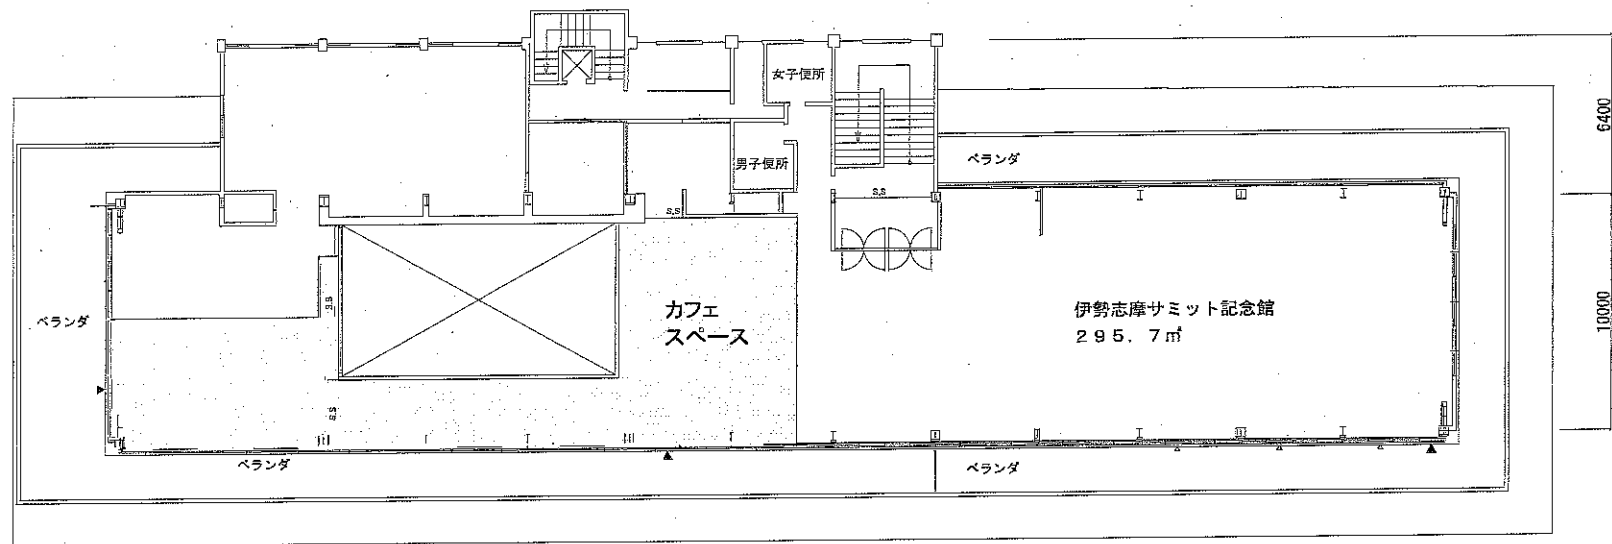 女子便所
6400
男子便所
ベランダ
S.S
S.S
S.S
カフェ
スペース
伊勢志摩サミット記念館
295.7㎡
ベランダ
10000
S.S
ベランダ
ベランダ